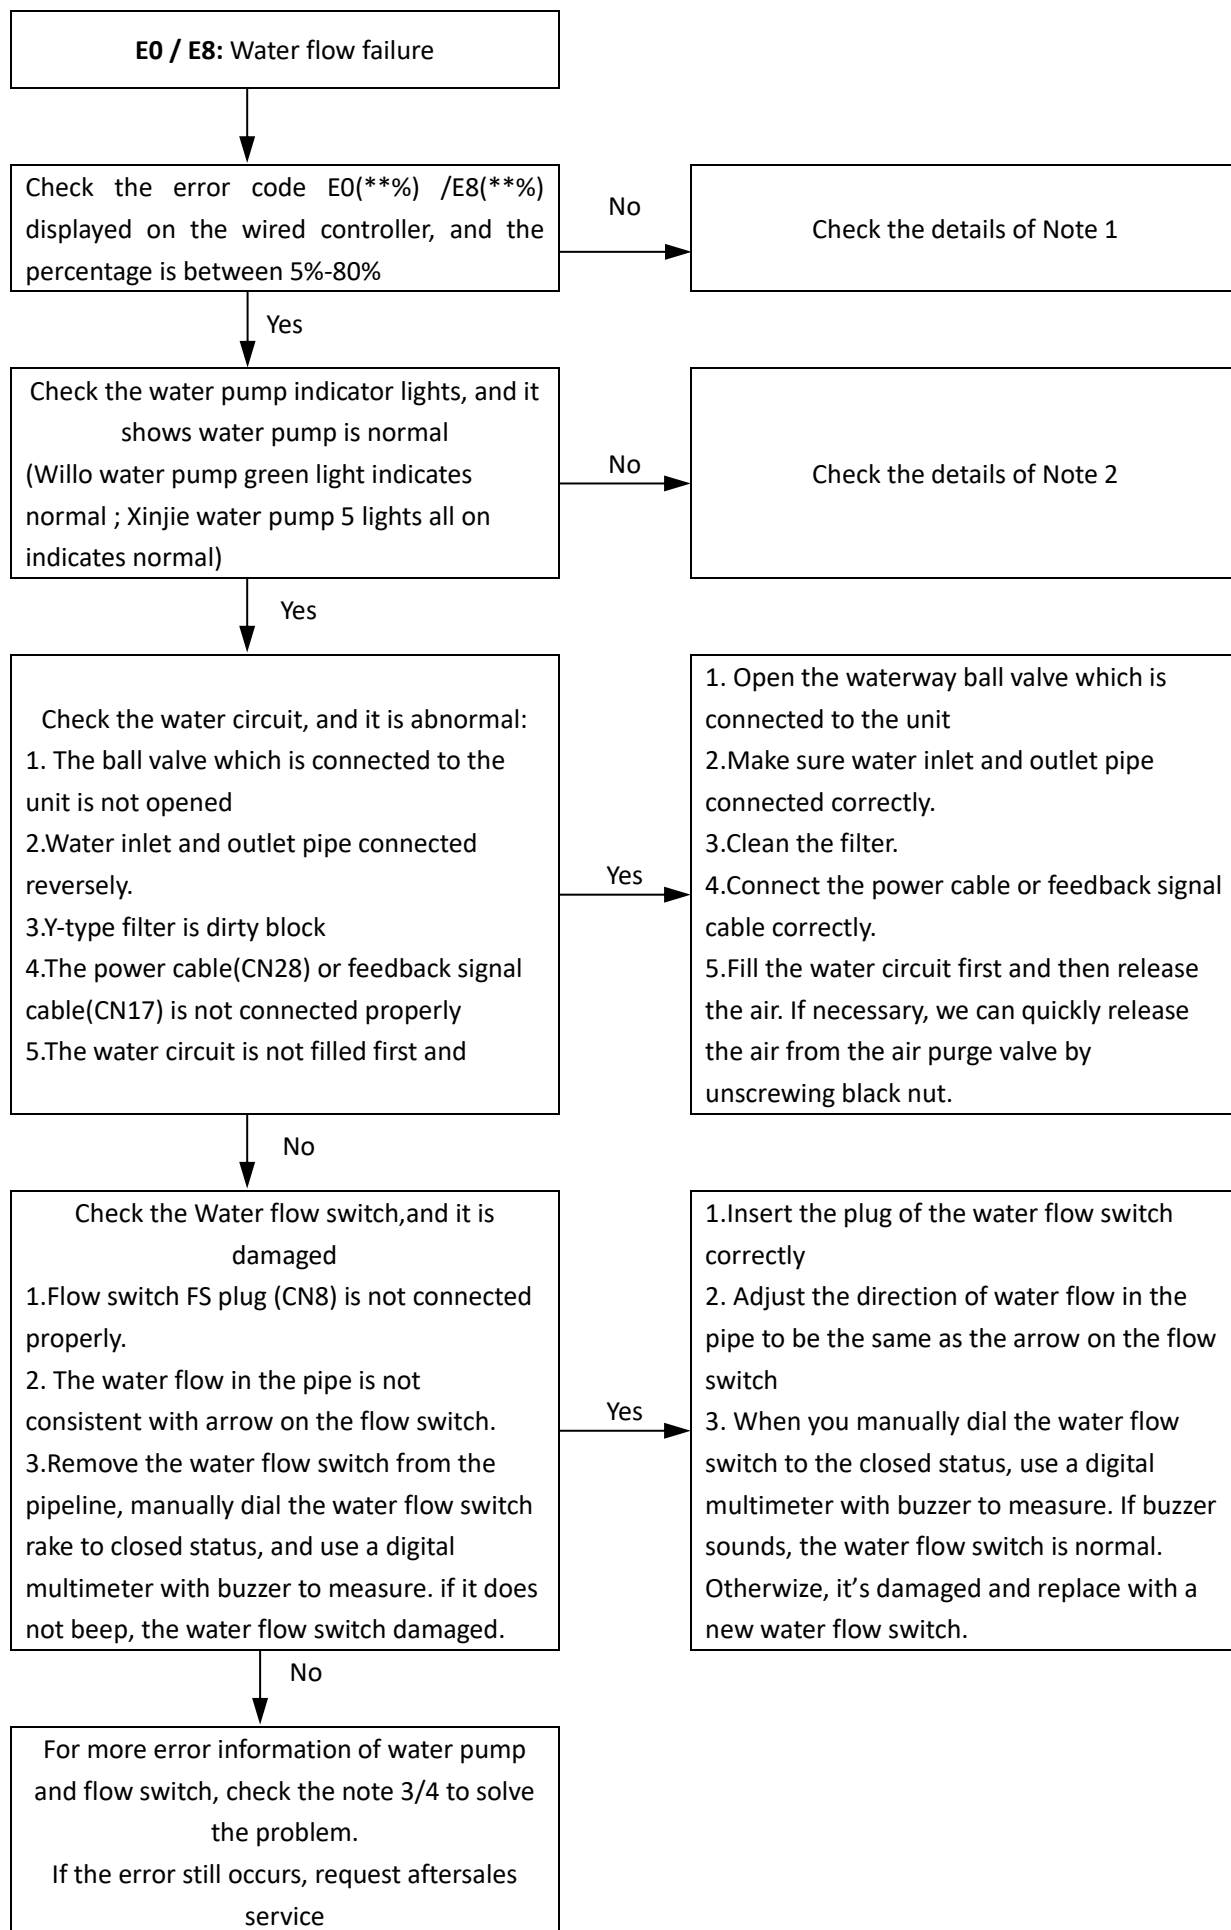 E0 / E8: Water flow failure
Check the error code E0(**%) /E8(**%)
displayed on the wired controller, and the
percentage is between 5%-80%
No
Check the details of Note 1
Yes
Check the water pump indicator lights, and it
shows water pump is normal
(Willo water pump green light indicates
normal ; Xinjie water pump 5 lights all on
indicates normal)
No
Check the details of Note 2
Yes
Check the water circuit, and it is abnormal:
1. The ball valve which is connected to the
unit is not opened
2.Water inlet and outlet pipe connected
reversely.
3.Y-type filter is dirty block
4.The power cable(CN28) or feedback signal
cable(CN17) is not connected properly
5.The water circuit is not filled first and
Yes
1. Open the waterway ball valve which is
connected to the unit
2.Make sure water inlet and outlet pipe
connected correctly.
3.Clean the filter.
4.Connect the power cable or feedback signal
cable correctly.
5.Fill the water circuit first and then release
the air. If necessary, we can quickly release
the air from the air purge valve by
unscrewing black nut.
No
Check the Water flow switch,and it is
damaged
1.Flow switch FS plug (CN8) is not connected
properly.
2. The water flow in the pipe is not
consistent with arrow on the flow switch.
3.Remove the water flow switch from the
pipeline, manually dial the water flow switch
rake to closed status, and use a digital
multimeter with buzzer to measure. if it does
not beep, the water flow switch damaged.
Yes
1.Insert the plug of the water flow switch
correctly
2. Adjust the direction of water flow in the
pipe to be the same as the arrow on the flow
switch
3. When you manually dial the water flow
switch to the closed status, use a digital
multimeter with buzzer to measure. If buzzer
sounds, the water flow switch is normal.
Otherwize, it’s damaged and replace with a
new water flow switch.
No
For more error information of water pump
and flow switch, check the note 3/4 to solve
the problem.
If the error still occurs, request aftersales
service